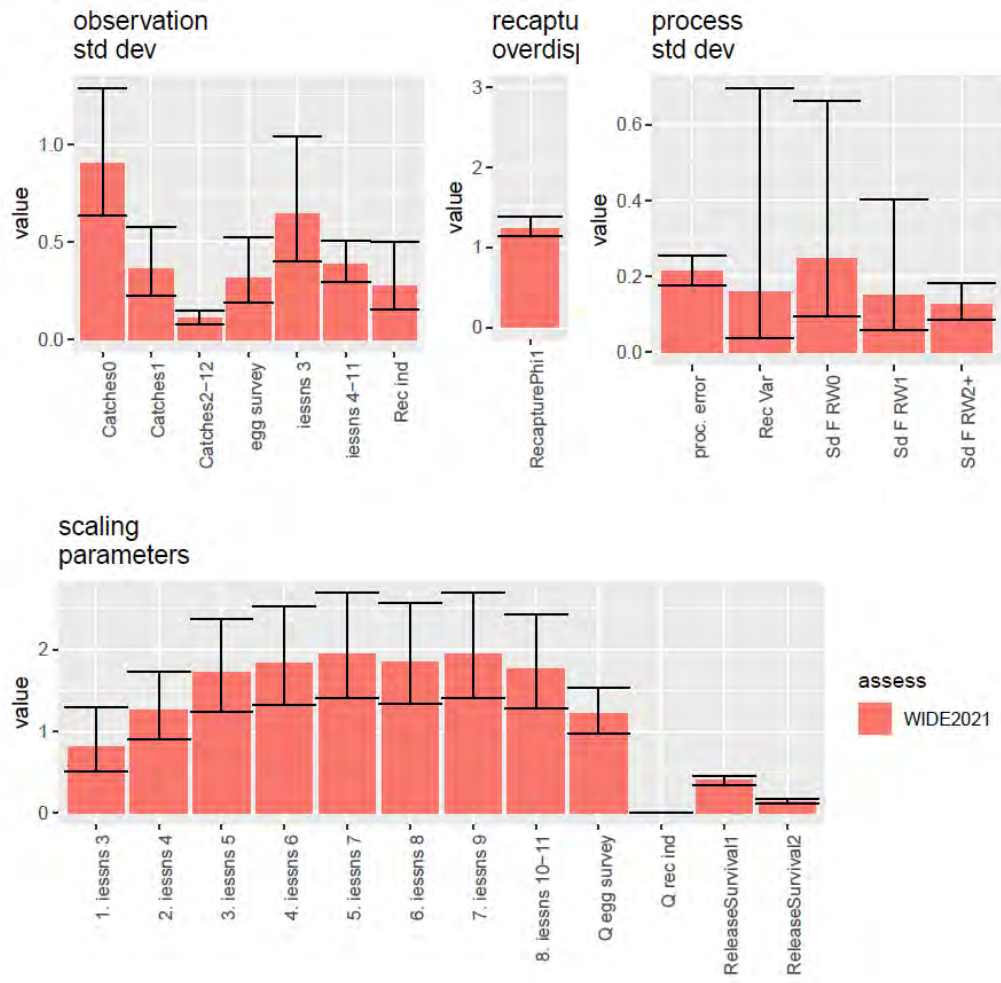 observation
std dev
value
1.0
0.5
0.0
Catches0
Catches1
Catches2-12
egg survey
iessns 3
iessns 4-11
Rec ind
recaptu
overdisp
value
3
2
1
0
RecapturePhi1
process
std dev
value
0.6
0.4
0.2
0.0
proc. error
Rec Var
Sd F RW0
Sd F RW1
Sd F RW2+
scaling
parameters
value
2
1
0
1. iessns 3
2. iessns 4
3. iessns 5
4. iessns 6
5. iessns 7
6. iessns 8
7. iessns 9
8. iessns 10-11
Q egg survey
Q rec ind
ReleaseSurvival1
ReleaseSurvival2
assess
WIDE2021